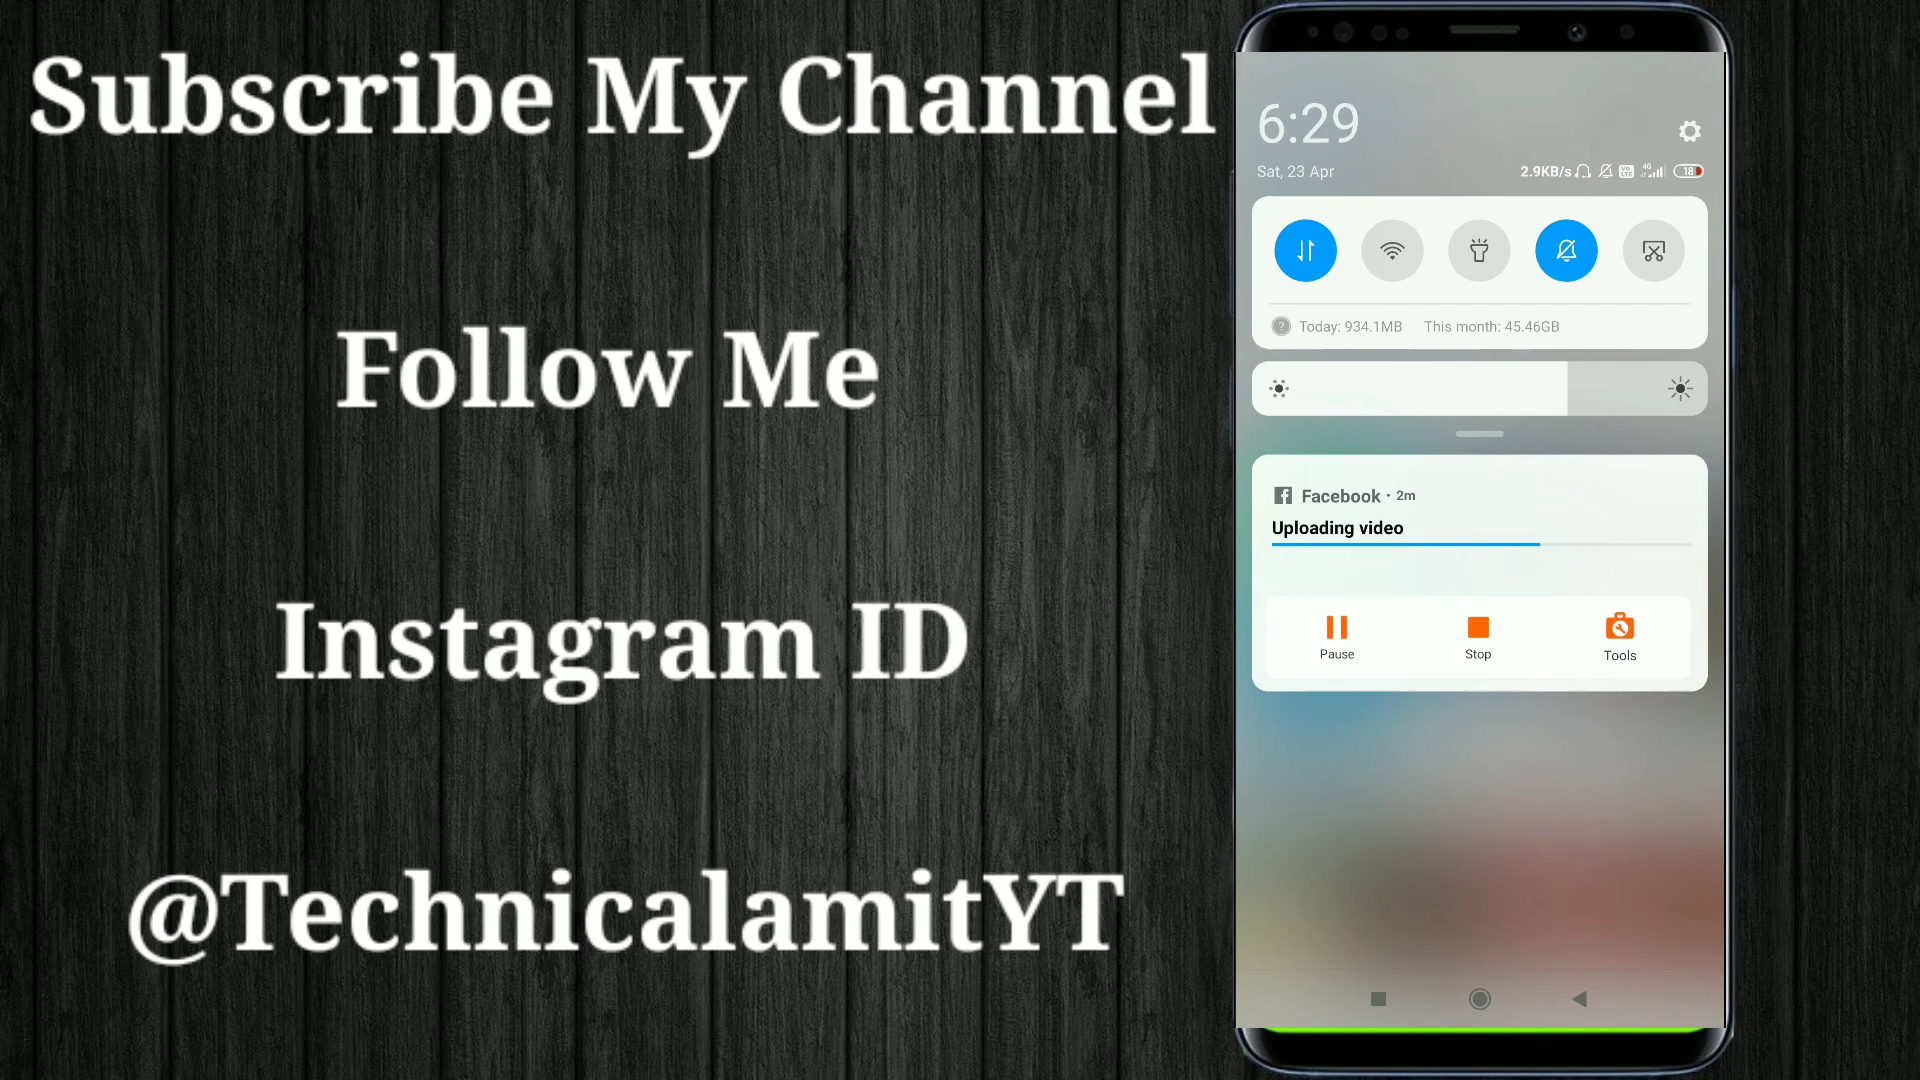 Subscribe My Channel
Follow Me
Instagram ID
@TechnicalamitYT
6:29
Sat, 23 Apr
2.9KB/s 4G 18
Today: 934.1MB This month: 45.46GB
Facebook · 2m
Uploading video
Pause Stop Tools